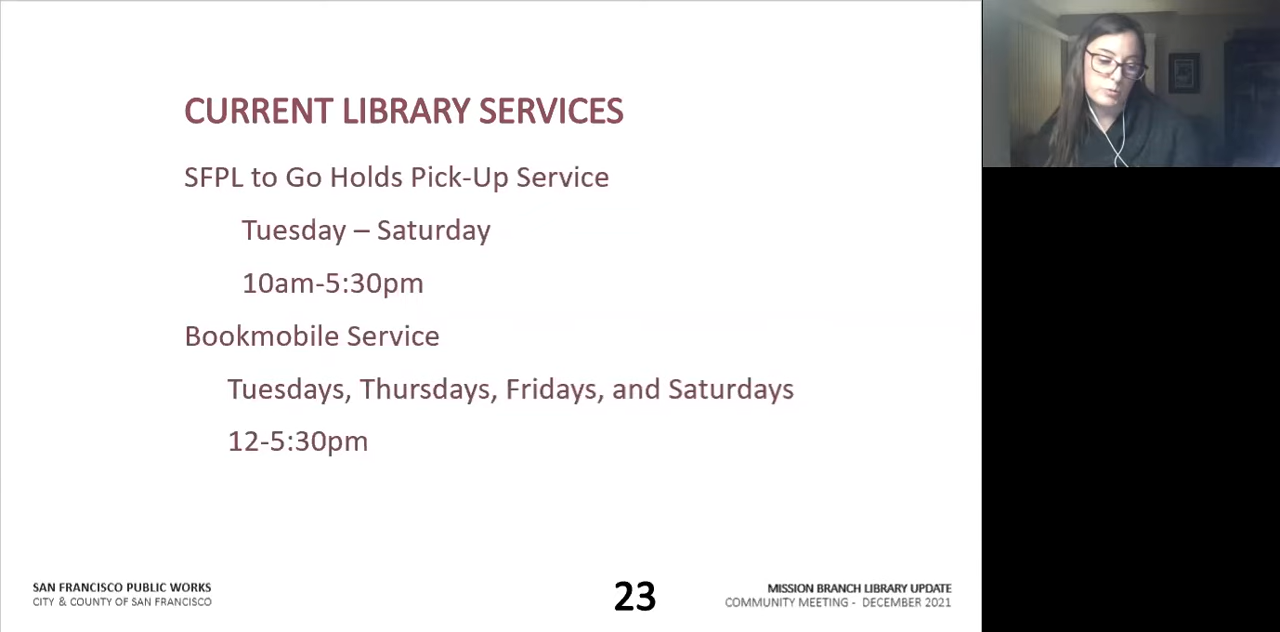 CURRENT LIBRARY SERVICES
SFPL to Go Holds Pick-Up Service
Tuesday – Saturday
10am-5:30pm
Bookmobile Service
Tuesdays, Thursdays, Fridays, and Saturdays
12-5:30pm
SAN FRANCISCO PUBLIC WORKS
CITY & COUNTY OF SAN FRANCISCO
23
MISSION BRANCH LIBRARY UPDATE
COMMUNITY MEETING - DECEMBER 2021